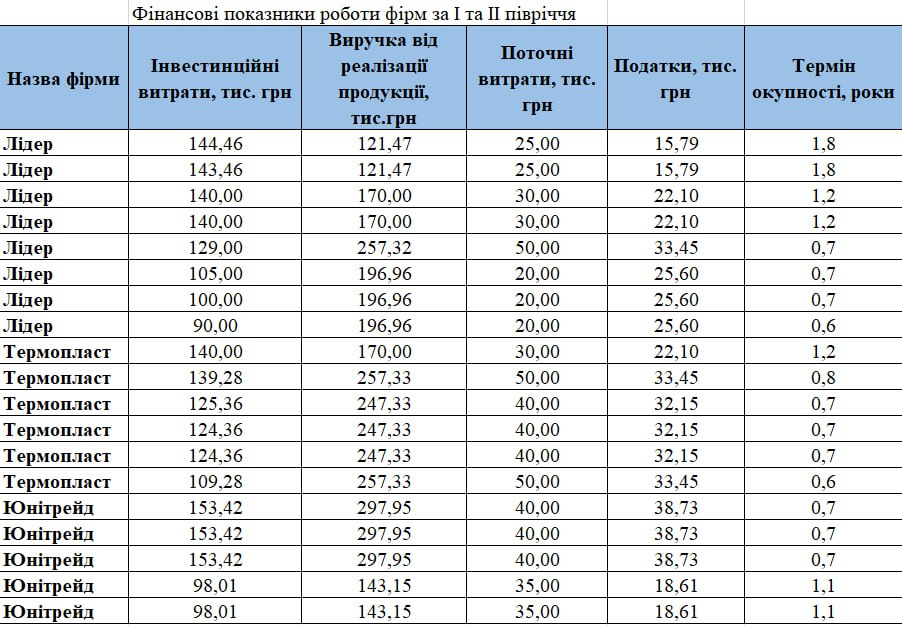 Фінансові показники роботи фірм за І та ІІ півріччя
Назва фірми Інвестинційні витрати, тис. грн Виручка від реалізації продукції, тис.грн Поточні витрати, тис. грн Податки, тис. грн Термін окупності, роки
Лідер 144,46 121,47 25,00 15,79 1,8
Лідер 143,46 121,47 25,00 15,79 1,8
Лідер 140,00 170,00 30,00 22,10 1,2
Лідер 140,00 170,00 30,00 22,10 1,2
Лідер 129,00 257,32 50,00 33,45 0,7
Лідер 105,00 196,96 20,00 25,60 0,7
Лідер 100,00 196,96 20,00 25,60 0,7
Лідер 90,00 196,96 20,00 25,60 0,6
Термопласт 140,00 170,00 30,00 22,10 1,2
Термопласт 139,28 257,33 50,00 33,45 0,8
Термопласт 125,36 247,33 40,00 32,15 0,7
Термопласт 124,36 247,33 40,00 32,15 0,7
Термопласт 124,36 247,33 40,00 32,15 0,7
Термопласт 109,28 257,33 50,00 33,45 0,6
Юнітрейд 153,42 297,95 40,00 38,73 0,7
Юнітрейд 153,42 297,95 40,00 38,73 0,7
Юнітрейд 153,42 297,95 40,00 38,73 0,7
Юнітрейд 98,01 143,15 35,00 18,61 1,1
Юнітрейд 98,01 143,15 35,00 18,61 1,1